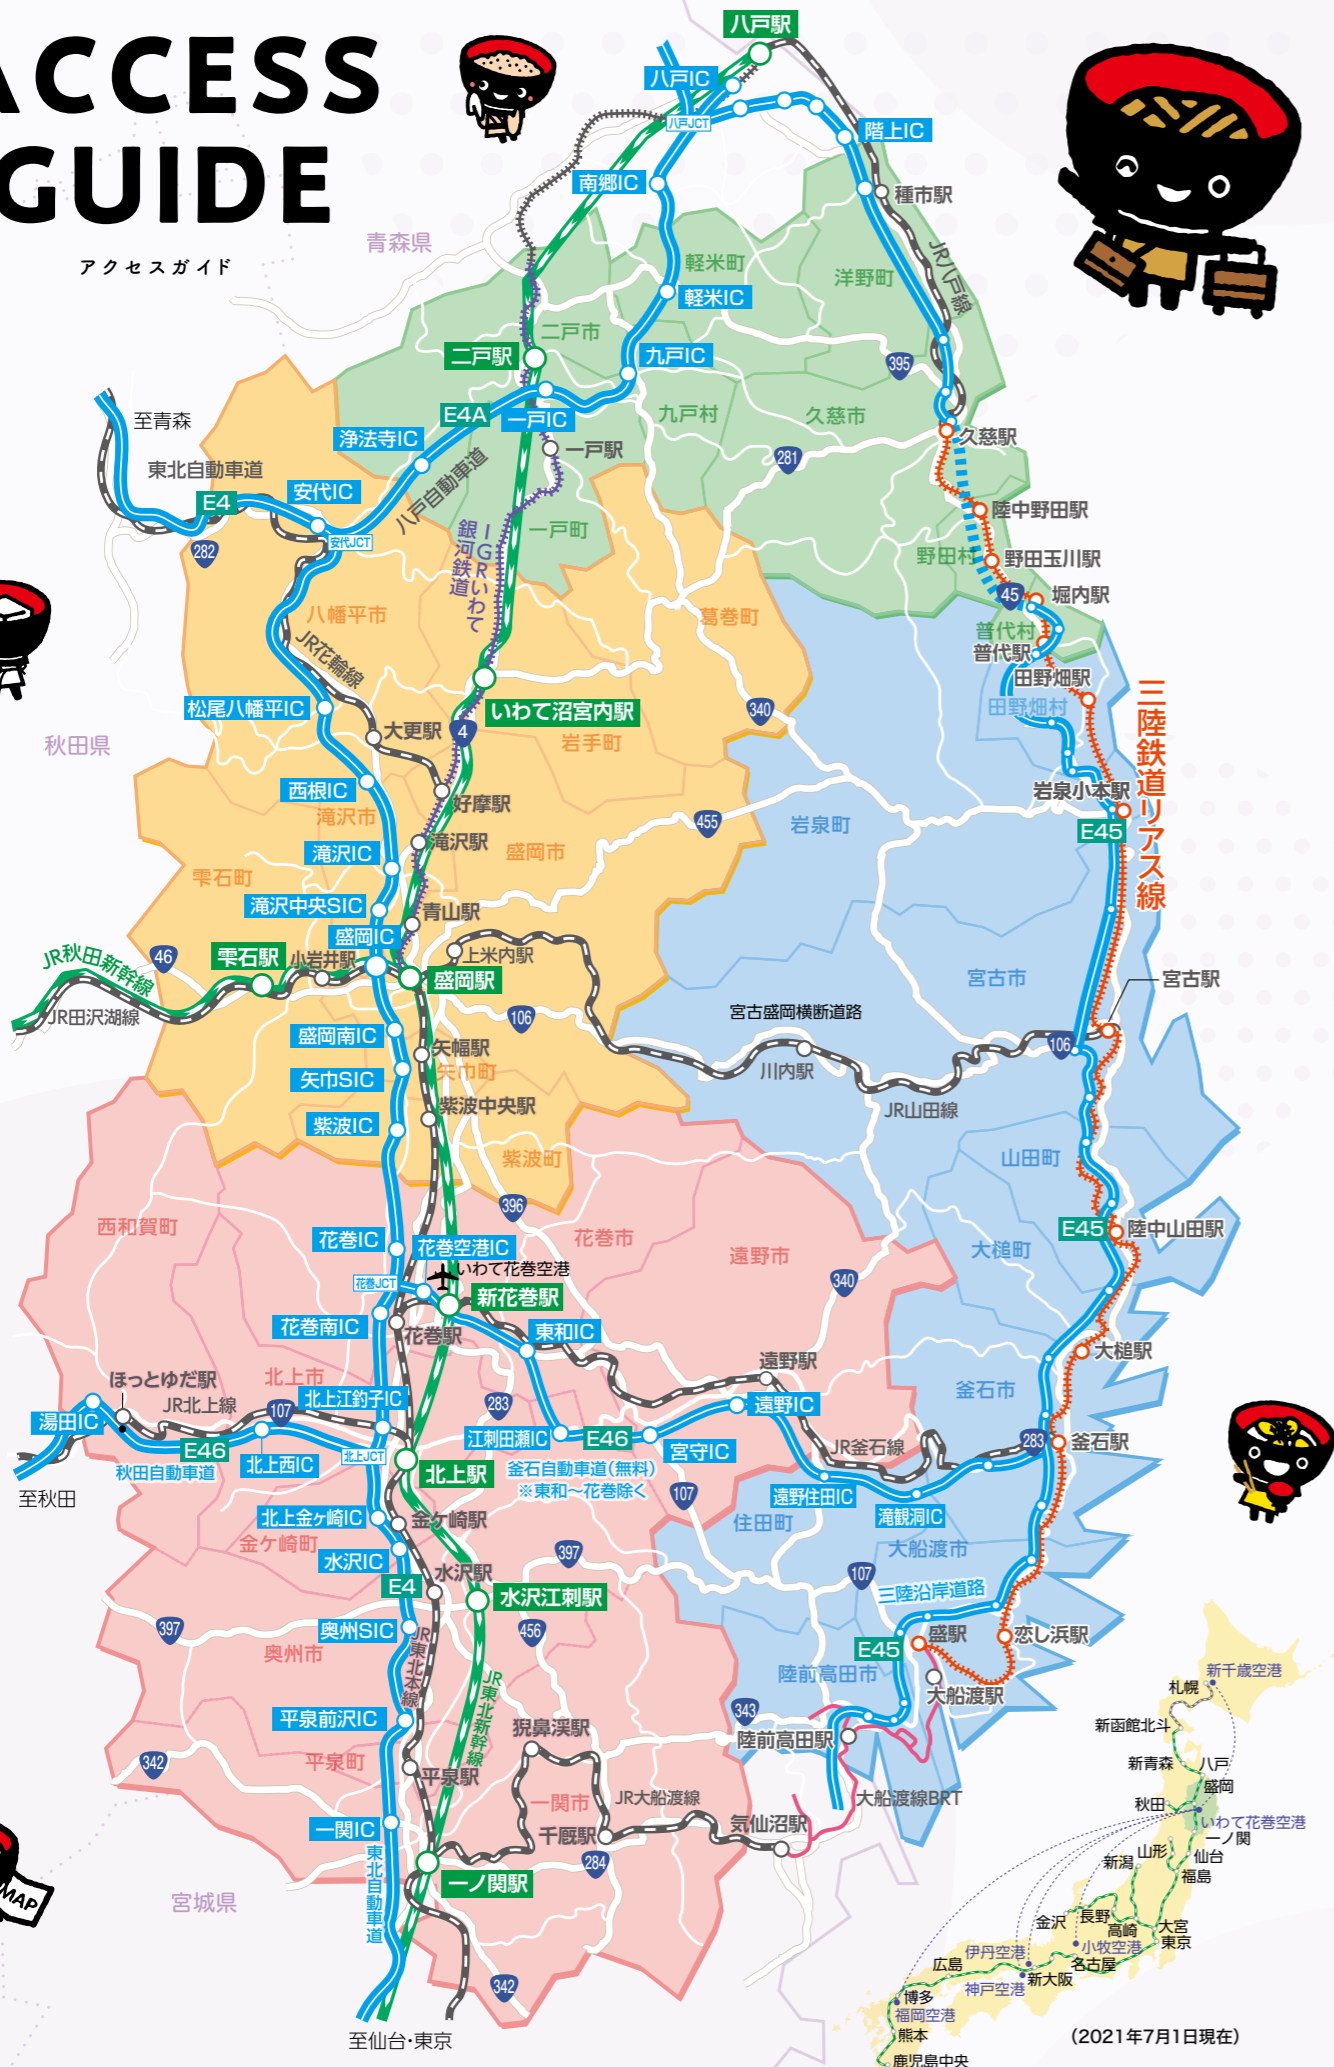 ACCESS
GUIDE
アクセスガイド
八戸駅
八戸IC
八戸JCT
階上IC
南郷IC
種市駅
青森県
JR八戸線
軽米町
洋野町
軽米IC
二戸市
二戸駅
九戸IC
395
E4A
一戸IC
九戸村
久慈市
至青森
浄法寺IC
久慈駅
一戸駅
281
東北自動車道
八戸自動車道
E4
安代IC
陸中野田駅
安代JCT
282
IGRいわて
銀河鉄道
一戸町
野田村
野田玉川駅
45
堀内駅
八幡平市
葛巻町
普代村
普代駅
JR花輪線
田野畑駅
三陸鉄道リアス線
松尾八幡平IC
いわて沼宮内駅
340
田野畑村
大更駅
4
岩手町
秋田県
西根IC
岩泉小本駅
好摩駅
滝沢市
455
岩泉町
E45
滝沢駅
滝沢IC
盛岡市
雫石町
滝沢中央SIC
青山駅
盛岡IC
JR秋田新幹線
46
雫石駅
小岩井駅
上米内駅
盛岡駅
宮古市
宮古駅
JR田沢湖線
106
宮古盛岡横断道路
盛岡南IC
矢幅駅
106
矢巾SIC
矢巾町
川内駅
紫波中央駅
JR山田線
紫波IC
紫波町
山田町
396
西和賀町
花巻IC
花巻空港IC
花巻市
遠野市
E45
陸中山田駅
大槌町
いわて花巻空港
花巻JCT
340
新花巻駅
花巻南IC
花巻駅
東和IC
大槌駅
遠野駅
ほっとゆだ駅
北上市
釜石市
JR北上線
北上江釣子IC
283
遠野IC
湯田IC
107
江刺田瀬IC
E46
宮守IC
JR釜石線
283
釜石駅
E46
北上JCT
秋田自動車道
北上西IC
北上駅
釜石自動車道(無料)
※東和～花巻除く
至秋田
107
遠野住田IC
滝観洞IC
北上金ケ崎IC
金ケ崎駅
住田町
金ケ崎町
大船渡市
水沢IC
397
水沢駅
107
E4
水沢江刺駅
三陸沿岸道路
397
奥州SIC
456
盛駅
恋し浜駅
奥州市
JR東北本線
E45
陸前高田市
JR東北新幹線
大船渡駅
平泉前沢IC
343
猊鼻渓駅
陸前高田駅
342
平泉町
平泉駅
一関市
JR大船渡線
大船渡線BRT
一関IC
千厩駅
気仙沼駅
東北自動車道
284
一ノ関駅
MAP
宮城県
342
至仙台・東京
新千歳空港
札幌
新函館北斗
新青森
八戸
盛岡
秋田
いわて花巻空港
一ノ関
山形
仙台
新潟
福島
金沢
長野
高崎
大宮
伊丹空港
小牧空港
東京
広島
名古屋
新大阪
神戸空港
博多
福岡空港
熊本
鹿児島中央
(2021年7月1日現在)